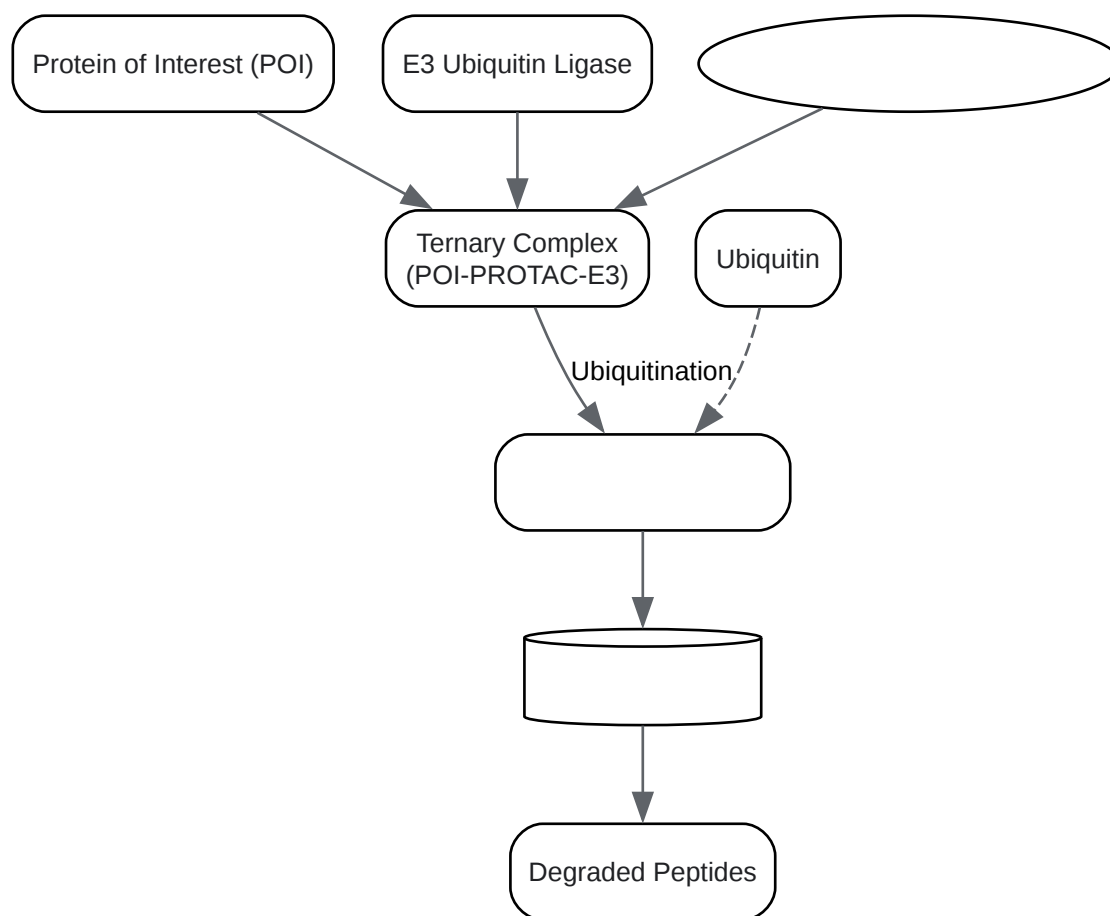 Protein of Interest (POI)
E3 Ubiquitin Ligase
Ternary Complex
(POI-PROTAC-E3)
Ubiquitin
Ubiquitination
Degraded Peptides